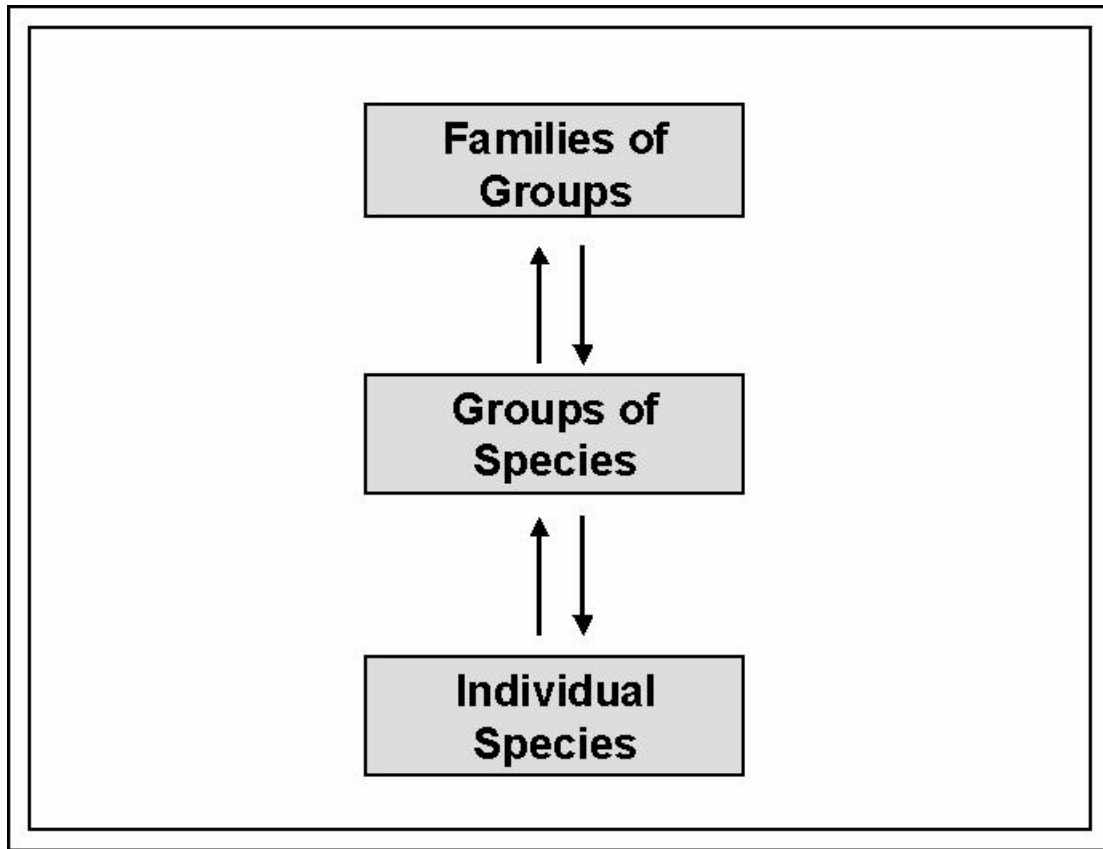 Families of
Groups
Groups of
Species
Individual
Species